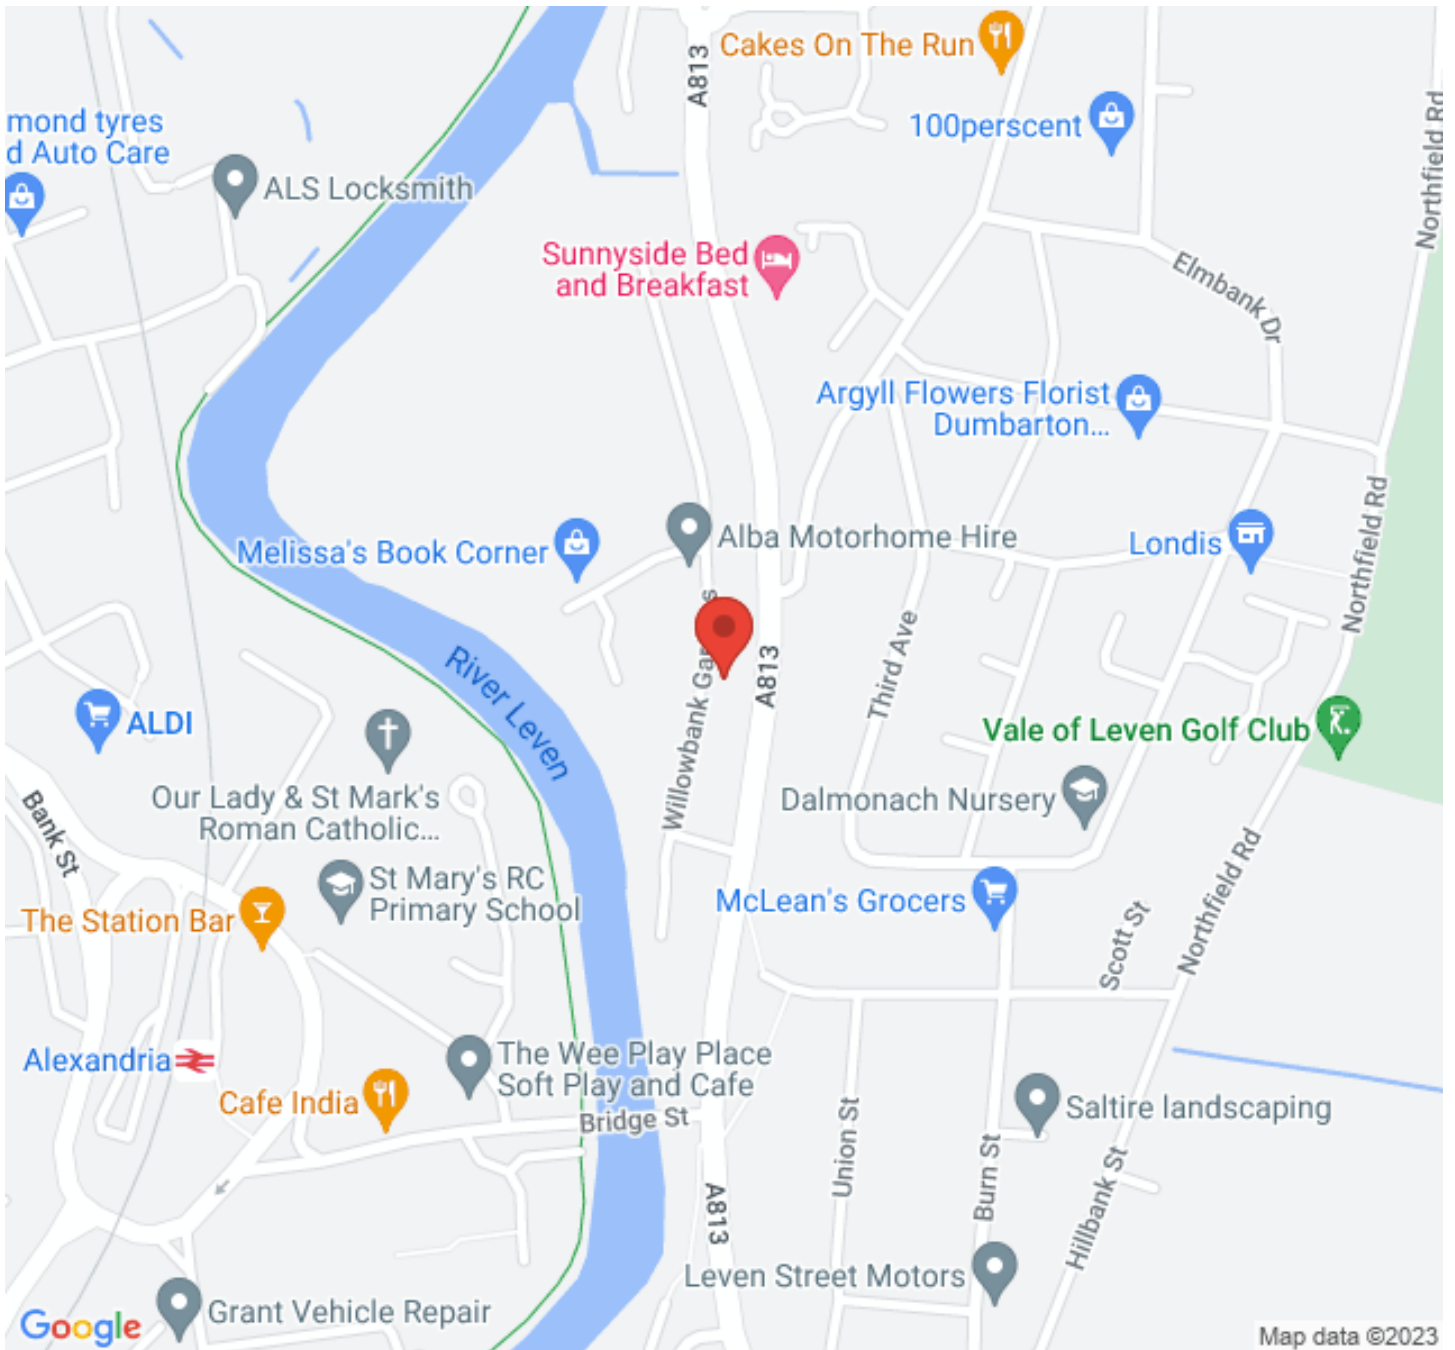 Cakes On The Run
A813
100perscent
mond tyres
d Auto Care
Northfield Rd
ALS Locksmith
Sunnyside Bed
and Breakfast
Elmbank Dr
Argyll Flowers Florist
Dumbarton...
Alba Motorhome Hire
Londis
Melissa's Book Corner
Northfield Rd
Third Ave
A813
River Leven
Willowbank
ALDI
Vale of Leven Golf Club
Our Lady & St Mark's
Roman Catholic...
Dalmonach Nursery
Bank St
St Mary's RC
Primary School
McLean's Grocers
The Station Bar
Scott St
Northfield Rd
Alexandria
The Wee Play Place
Soft Play and Cafe
Cafe India
Bridge St
Saltire landscaping
Union St
Burn St
Hillbank St
A813
Leven Street Motors
Grant Vehicle Repair
Google
Map data ©2023